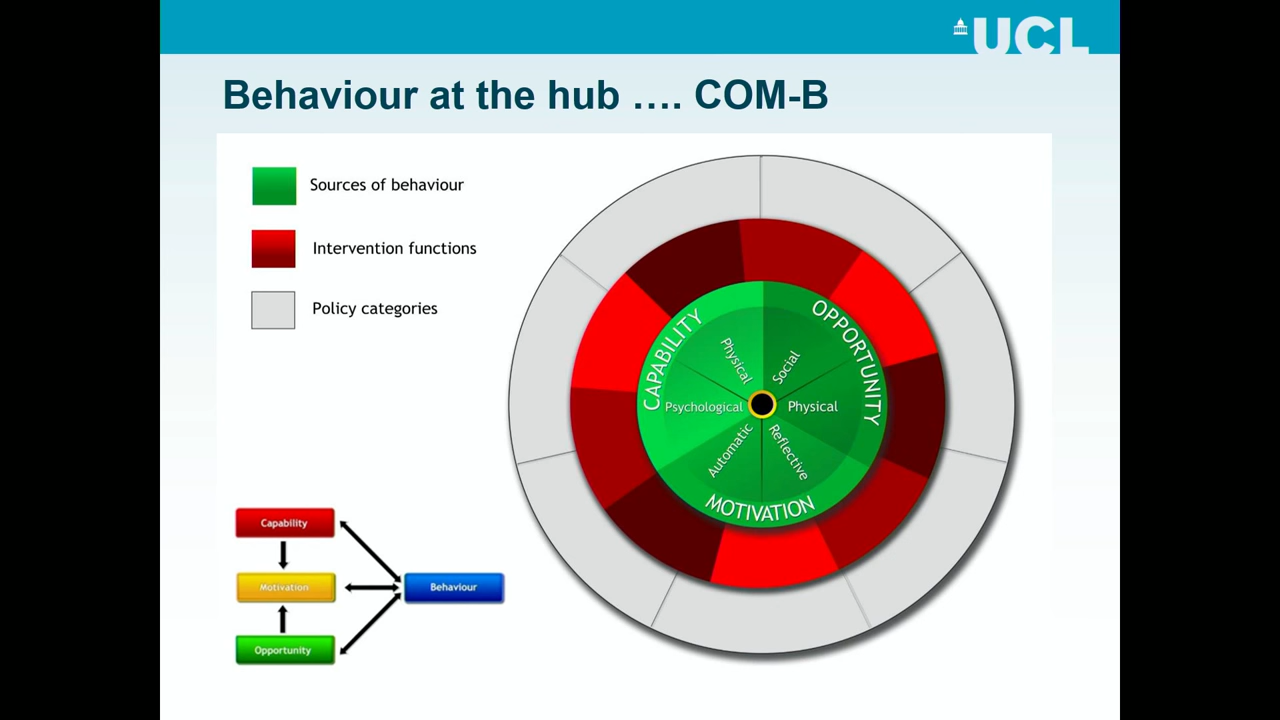 UCL
Behaviour at the hub .... COM-B
Sources of behaviour
Intervention functions
Policy categories
CAPABILITY
OPPORTUNITY
MOTIVATION
Physical
Social
Psychological
Physical
Automatic
Reflective
Capability
Motivation
Behaviour
Opportunity